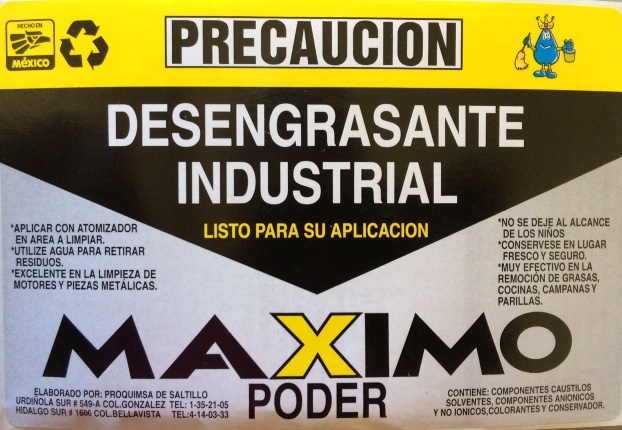 HECHO EN
MÉXICO
PRECAUCION
DESENGRASANTE
INDUSTRIAL
LISTO PARA SU APLICACION
*APLICAR CON ATOMIZADOR
EN AREA A LIMPIAR.
*UTILIZE AGUA PARA RETIRAR
RESIDUOS.
*EXCELENTE EN LA LIMPIEZA DE
MOTORES Y PIEZAS METÁLICAS.
*NO SE DEJE AL ALCANCE
DE LOS NIÑOS
*CONSERVESE EN LUGAR
FRESCO Y SEGURO.
*MUY EFECTIVO EN LA
REMOCIÓN DE GRASAS,
COCINAS, CAMPANAS Y
PARILLAS.
MAXIMO
PODER
ELABORADO POR: PROQUIMSA DE SALTILLO
URDIÑOLA SUR # 549-A COL.GONZALEZ TEL: 1-35-21-05
HIDALGO SUR # 1606 COL.BELLAVISTA TEL:4-14-03-33
CONTIENE: COMPONENTES CAUSTILOS
SOLVENTES, COMPONENTES ANIONICOS
Y NO IONICOS,COLORANTES Y CONSERVADOR.